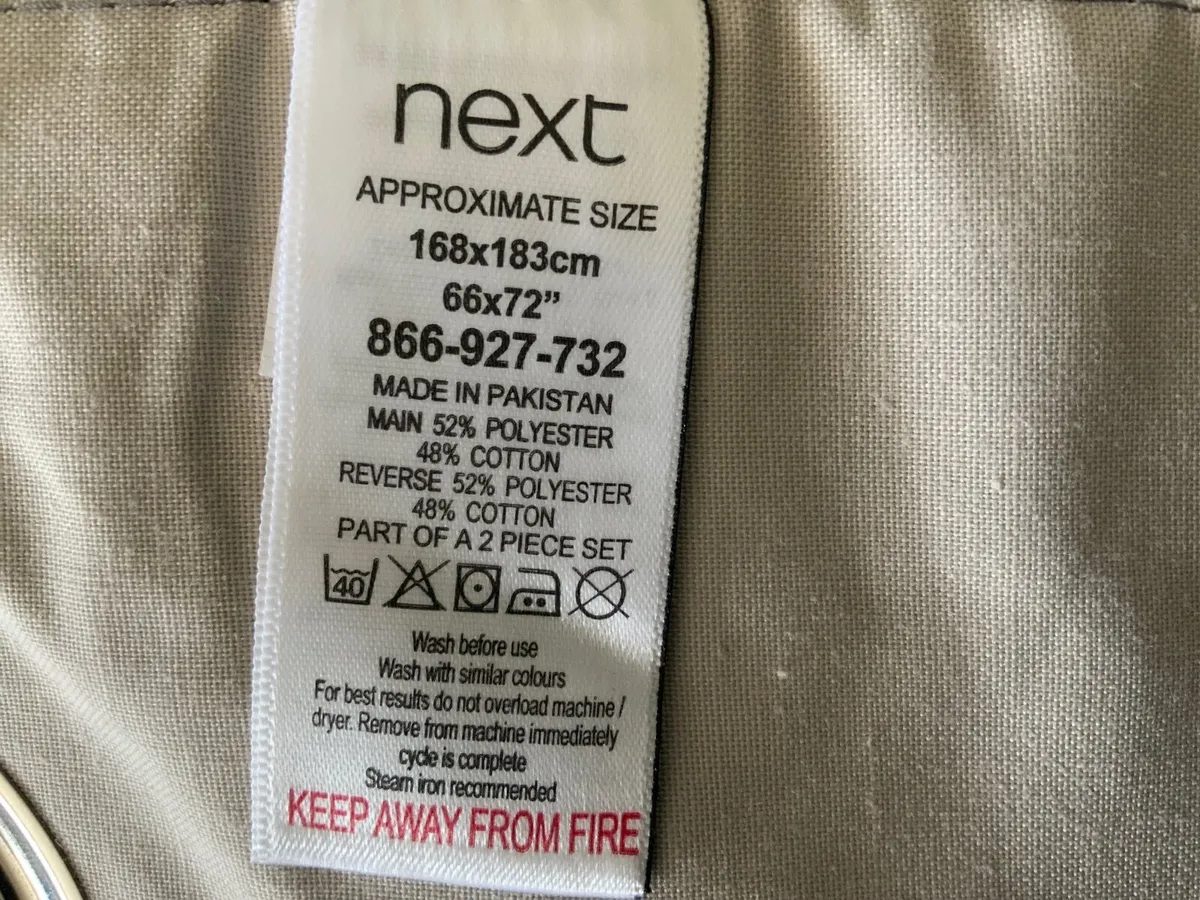 next
APPROXIMATE SIZE
168x183cm
66x72”
866-927-732
MADE IN PAKISTAN
MAIN 52% POLYESTER
48% COTTON
REVERSE 52% POLYESTER
48% COTTON
PART OF A 2 PIECE SET
40
Wash before use
Wash with similar colours
For best results do not overload machine /
dryer. Remove from machine immediately
cycle is complete
Steam iron recommended
KEEP AWAY FROM FIRE